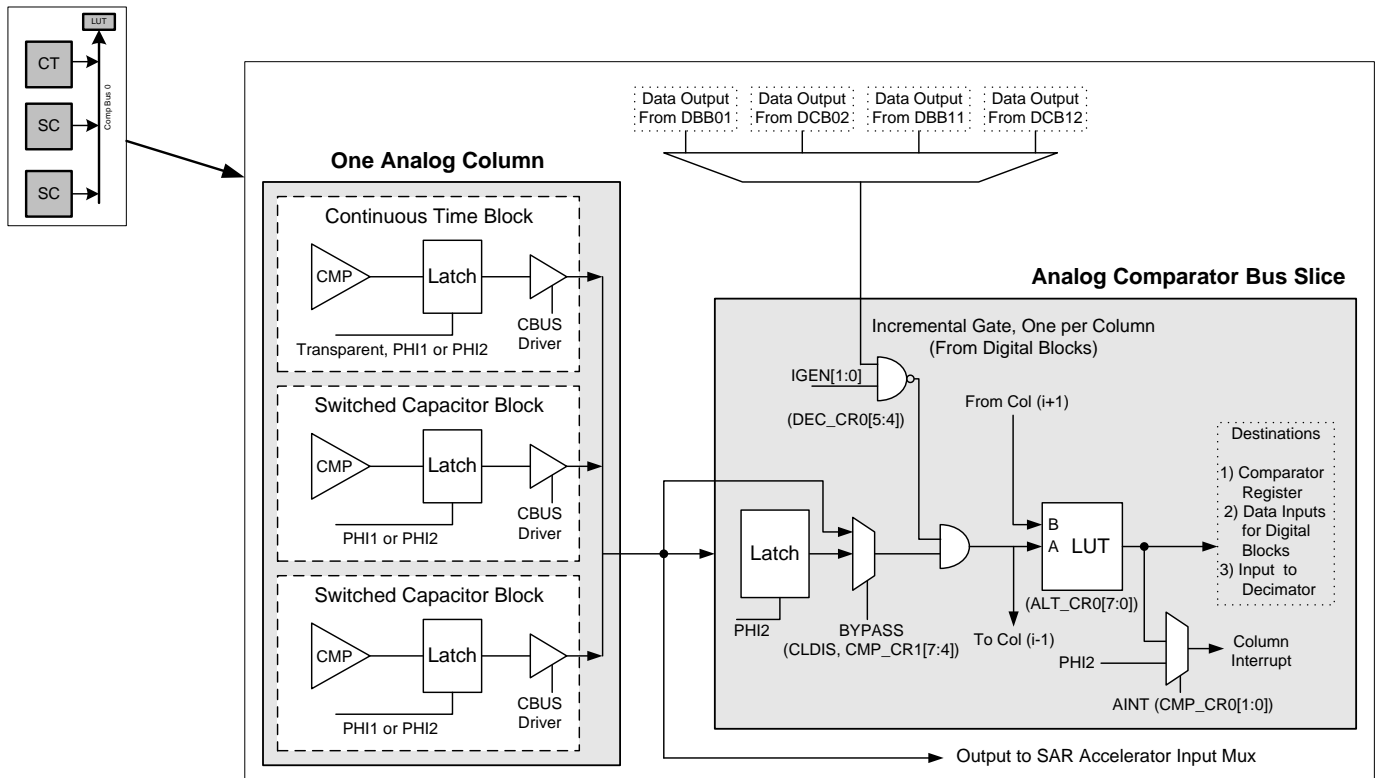 LUT
CT
SC
SC
Comp Bus 0
Data Output
From DBB01
Data Output
From DCB02
Data Output
From DBB11
Data Output
From DCB12
One Analog Column
Continuous Time Block
CMP
Latch
CBUS
Driver
Transparent, PHI1 or PHI2
Switched Capacitor Block
CMP
Latch
CBUS
Driver
PHI1 or PHI2
Switched Capacitor Block
CMP
Latch
CBUS
Driver
PHI1 or PHI2
Analog Comparator Bus Slice
Incremental Gate, One per Column
(From Digital Blocks)
IGEN[1:0]
(DEC_CR0[5:4])
From Col (i+1)
Latch
PHI2
BYPASS
(CLDIS, CMP_CR1[7:4])
B
A
LUT
(ALT_CR0[7:0])
To Col (i-1)
Destinations
1) Comparator
Register
2) Data Inputs
for Digital
Blocks
3) Input to
Decimator
PHI2
Column
Interrupt
AINT (CMP_CR0[1:0])
Output to SAR Accelerator Input Mux